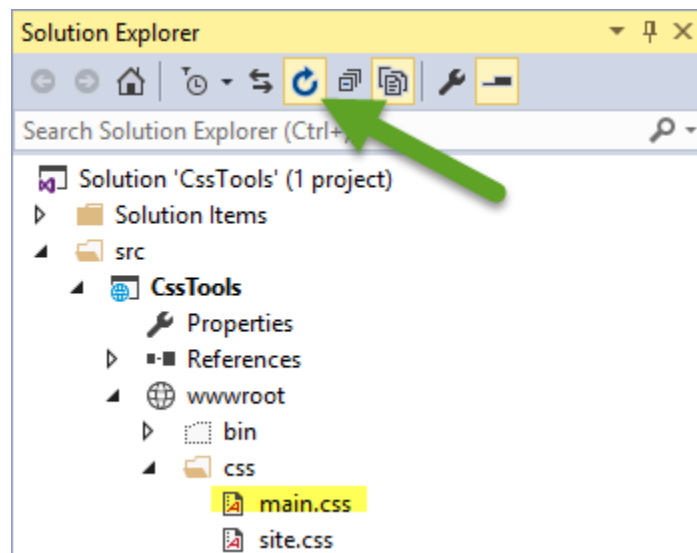 Solution Explorer
Search Solution Explorer (Ctrl+
Solution 'CssTools' (1 project)
Solution Items
src
CssTools
Properties
References
wwwroot
bin
css
main.css
site.css